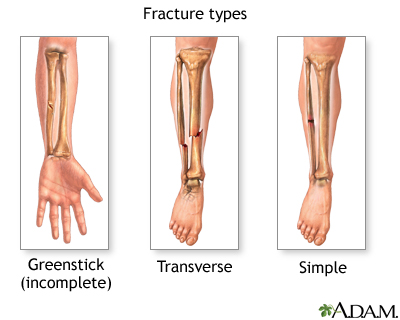 Fracture types
Greenstick
(incomplete)
Transverse
Simple
A.D.A.M.